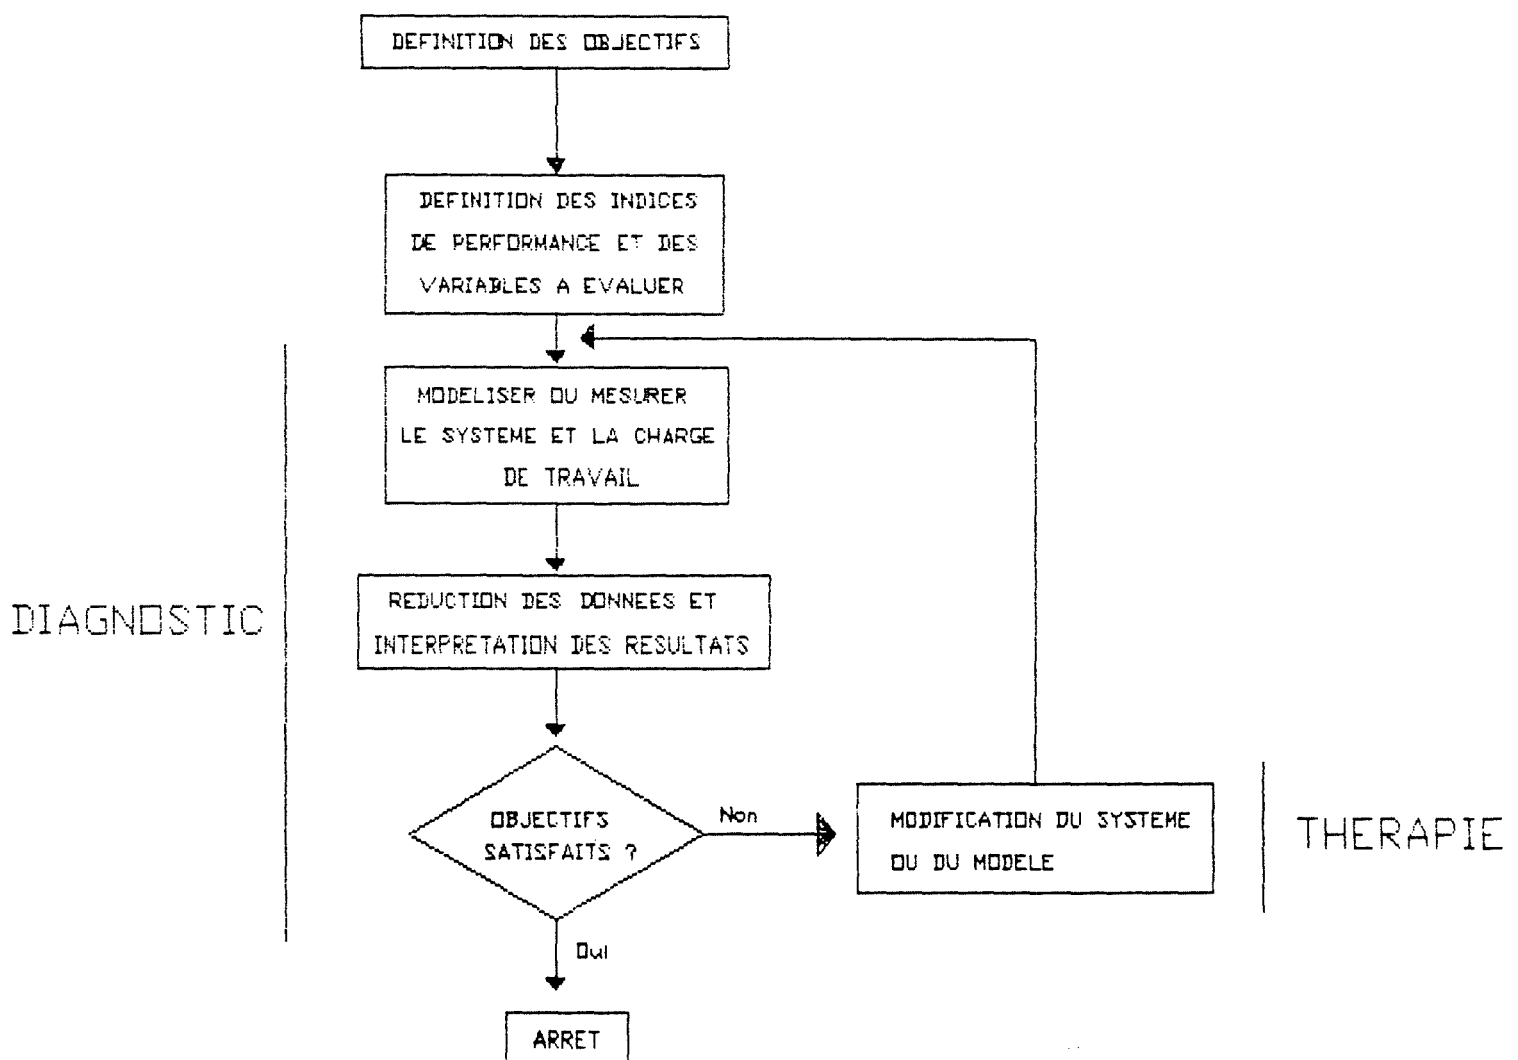 DEFINITION DES OBJECTIFS
DEFINITION DES INDICES
DE PERFORMANCE ET DES
VARIABLES A EVALUER
MODELISER OU MESURER
LE SYSTEME ET LA CHARGE
DE TRAVAIL
DIAGNOSTIC
REDUCTION DES DONNEES ET
INTERPRETATION DES RESULTATS
OBJECTIFS
SATISFAITS ?
Non
MODIFICATION DU SYSTEME
OU DU MODELE
THERAPIE
Oui
ARRET